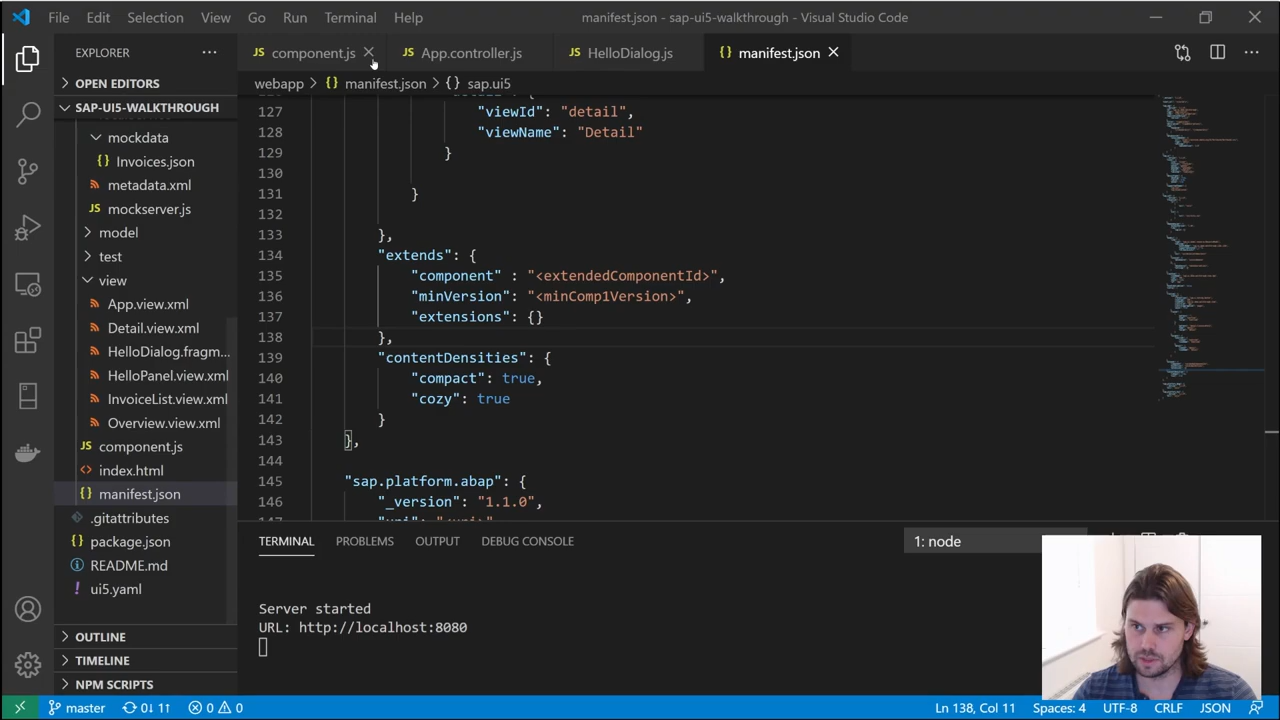 File Edit Selection View Go Run Terminal Help
manifest.json - sap-ui5-walkthrough - Visual Studio Code
EXPLORER
JS component.js
JS App.controller.js
JS HelloDialog.js
{} manifest.json
OPEN EDITORS
webapp > {} manifest.json > {} sap.ui5
SAP-UI5-WALKTHROUGH
mockdata
{} Invoices.json
metadata.xml
JS mockserver.js
model
test
view
App.view.xml
Detail.view.xml
HelloDialog.fragm...
HelloPanel.view.xml
InvoiceList.view.xml
Overview.view.xml
JS component.js
<> index.html
{} manifest.json
.gitattributes
{} package.json
README.md
! ui5.yaml
OUTLINE
TIMELINE
NPM SCRIPTS
127 "viewId": "detail",
128 "viewName": "Detail"
129 }
130
131 }
132
133 },
134 "extends": {
135 "component" "<extendedComponentId>",
136 "minVersion": "<minComp1Version>",
137 "extensions": {}
138 },
139 "contentDensities": {
140 "compact": true,
141 "cozy": true
142 }
143 },
144
145 "sap.platform.abap": {
146 "_version": "1.1.0",
TERMINAL PROBLEMS OUTPUT DEBUG CONSOLE
1: node
Server started
URL: http://localhost:8080
master 0↓ 1↑ 0 0
Ln 138, Col 11 Spaces: 4 UTF-8 CRLF JSON